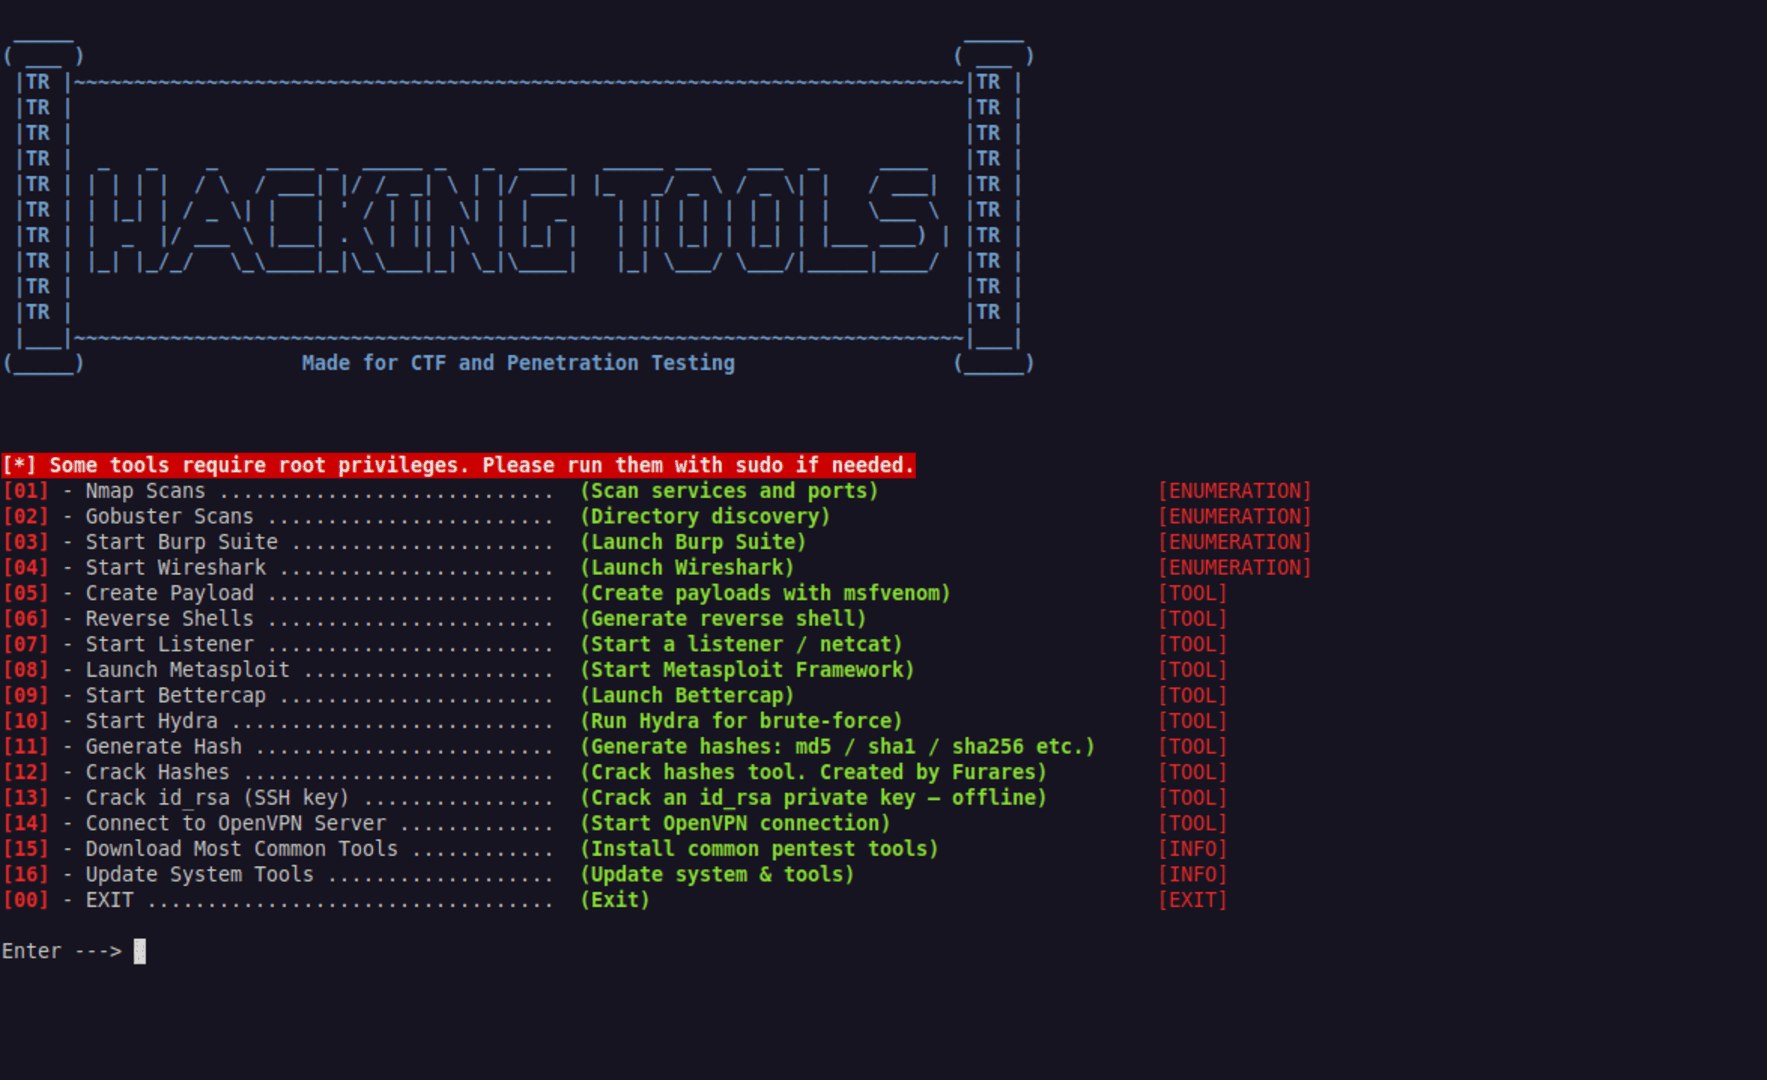 TR TR
TR TR
TR TR
TR TR
TR TR
TR HACKING TOOLS TR
TR TR
TR TR
TR TR
TR TR
Made for CTF and Penetration Testing
[*] Some tools require root privileges. Please run them with sudo if needed.
[01] - Nmap Scans ............................ (Scan services and ports) [ENUMERATION]
[02] - Gobuster Scans ........................ (Directory discovery) [ENUMERATION]
[03] - Start Burp Suite ...................... (Launch Burp Suite) [ENUMERATION]
[04] - Start Wireshark ....................... (Launch Wireshark) [ENUMERATION]
[05] - Create Payload ........................ (Create payloads with msfvenom) [TOOL]
[06] - Reverse Shells ........................ (Generate reverse shell) [TOOL]
[07] - Start Listener ........................ (Start a listener / netcat) [TOOL]
[08] - Launch Metasploit ..................... (Start Metasploit Framework) [TOOL]
[09] - Start Bettercap ....................... (Launch Bettercap) [TOOL]
[10] - Start Hydra ........................... (Run Hydra for brute-force) [TOOL]
[11] - Generate Hash ......................... (Generate hashes: md5 / sha1 / sha256 etc.) [TOOL]
[12] - Crack Hashes .......................... (Crack hashes tool. Created by Furares) [TOOL]
[13] - Crack id_rsa (SSH key) ................ (Crack an id_rsa private key – offline) [TOOL]
[14] - Connect to OpenVPN Server ............. (Start OpenVPN connection) [TOOL]
[15] - Download Most Common Tools ............ (Install common pentest tools) [INFO]
[16] - Update System Tools ................... (Update system & tools) [INFO]
[00] - EXIT .................................. (Exit) [EXIT]
Enter --->